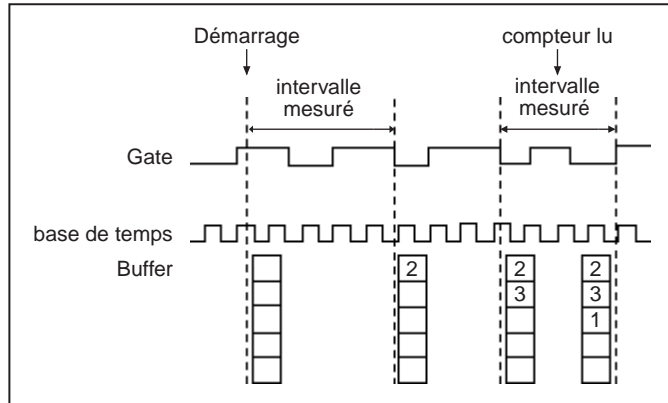 Démarrage
compteur lu
intervalle
mesuré
intervalle
mesuré
Gate
base de temps
Buffer
2
2
2
3
3
1